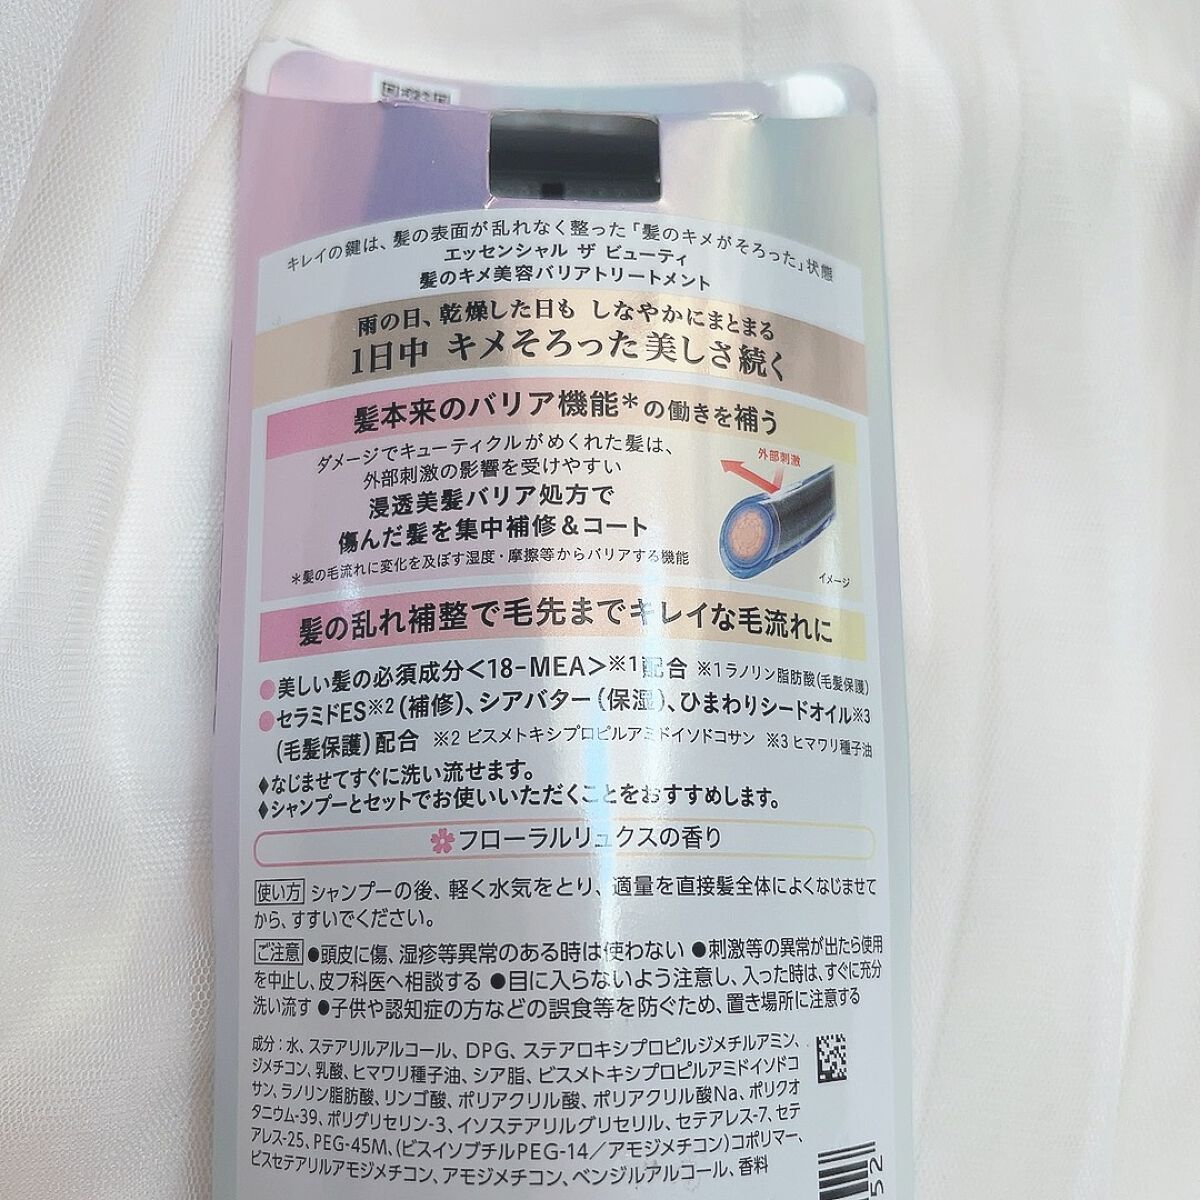 キレイの鍵は、髪の表面が乱れなく整った「髪のキメがそろった」状態
エッセンシャル ザ ビューティ
髪のキメ美容バリアトリートメント
雨の日、乾燥した日も しなやかにまとまる
1日中 キメそろった美しさ続く
髪本来のバリア機能*の働きを補う
ダメージでキューティクルがめくれた髪は、
外部刺激の影響を受けやすい
浸透美髪バリア処方で
傷んだ髪を集中補修&コート
*髪の毛流れに変化を及ぼす湿度・摩擦等からバリアする機能
外部刺激
イメージ
髪の乱れ補整で毛先までキレイな毛流れに
●美しい髪の必須成分<18-MEA>※1配合 ※1ラノリン脂肪酸(毛髪保護)
●セラミドES※2(補修)、シアバター(保湿)、ひまわりシードオイル※3
(毛髪保護)配合 ※2 ビスメトキシプロピルアミドイソドコサン ※3 ヒマワリ種子油
♦なじませてすぐに洗い流せます。
♦シャンプーとセットでお使いいただくことをおすすめします。
フローラルリュクスの香り
使い方 シャンプーの後、軽く水気をとり、適量を直接髪全体によくなじませて
から、すすいでください。
ご注意 ●頭皮に傷、湿疹等異常のある時は使わない ●刺激等の異常が出たら使用
を中止し、皮フ科医へ相談する ●目に入らないよう注意し、入った時は、すぐに充分
洗い流す ●子供や認知症の方などの誤食等を防ぐため、置き場所に注意する
成分:水、ステアリルアルコール、DPG、ステアロキシプロピルジメチルアミン、
ジメチコン、乳酸、ヒマワリ種子油、シア脂、ビスメトキシプロピルアミドイソドコ
サン、ラノリン脂肪酸、リンゴ酸、ポリアクリル酸、ポリアクリル酸Na、ポリクオ
タニウム-39、ポリグリセリン-3、イソステアリルグリセリル、セテアレス-7、セテ
アレス-25、PEG-45M、(ビスイソブチルPEG-14/アモジメチコン)コポリマー、
ビスセテアリルアモジメチコン、アモジメチコン、ベンジルアルコール、香料
52